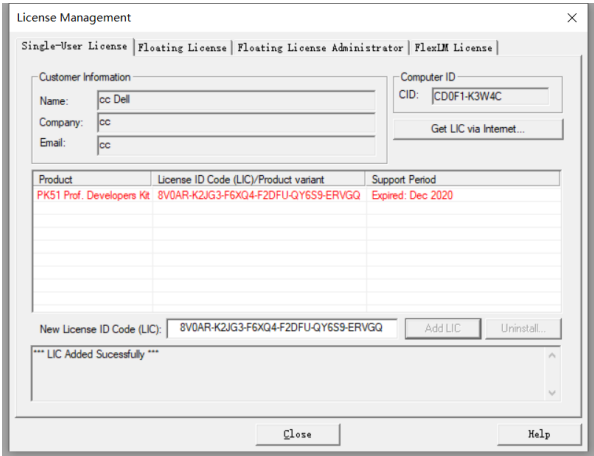 License Management
Single-User License Floating License Floating License Administrator FlexLM License
Customer Information
Name: cc Dell
Company: cc
Email: cc
Computer ID
CID: CD0F1-K3W4C
Get LIC via Internet...
Product License ID Code (LIC)/Product variant Support Period
PK51 Prof. Developers Kit 8V0AR-K2JG3-F6XQ4-F2DFU-QY6S9-ERVGQ Expired: Dec 2020
New License ID Code (LIC): 8V0AR-K2JG3-F6XQ4-F2DFU-QY6S9-ERVGQ Add LIC Uninstall...
*** LIC Added Sucessfully ***
Close Help